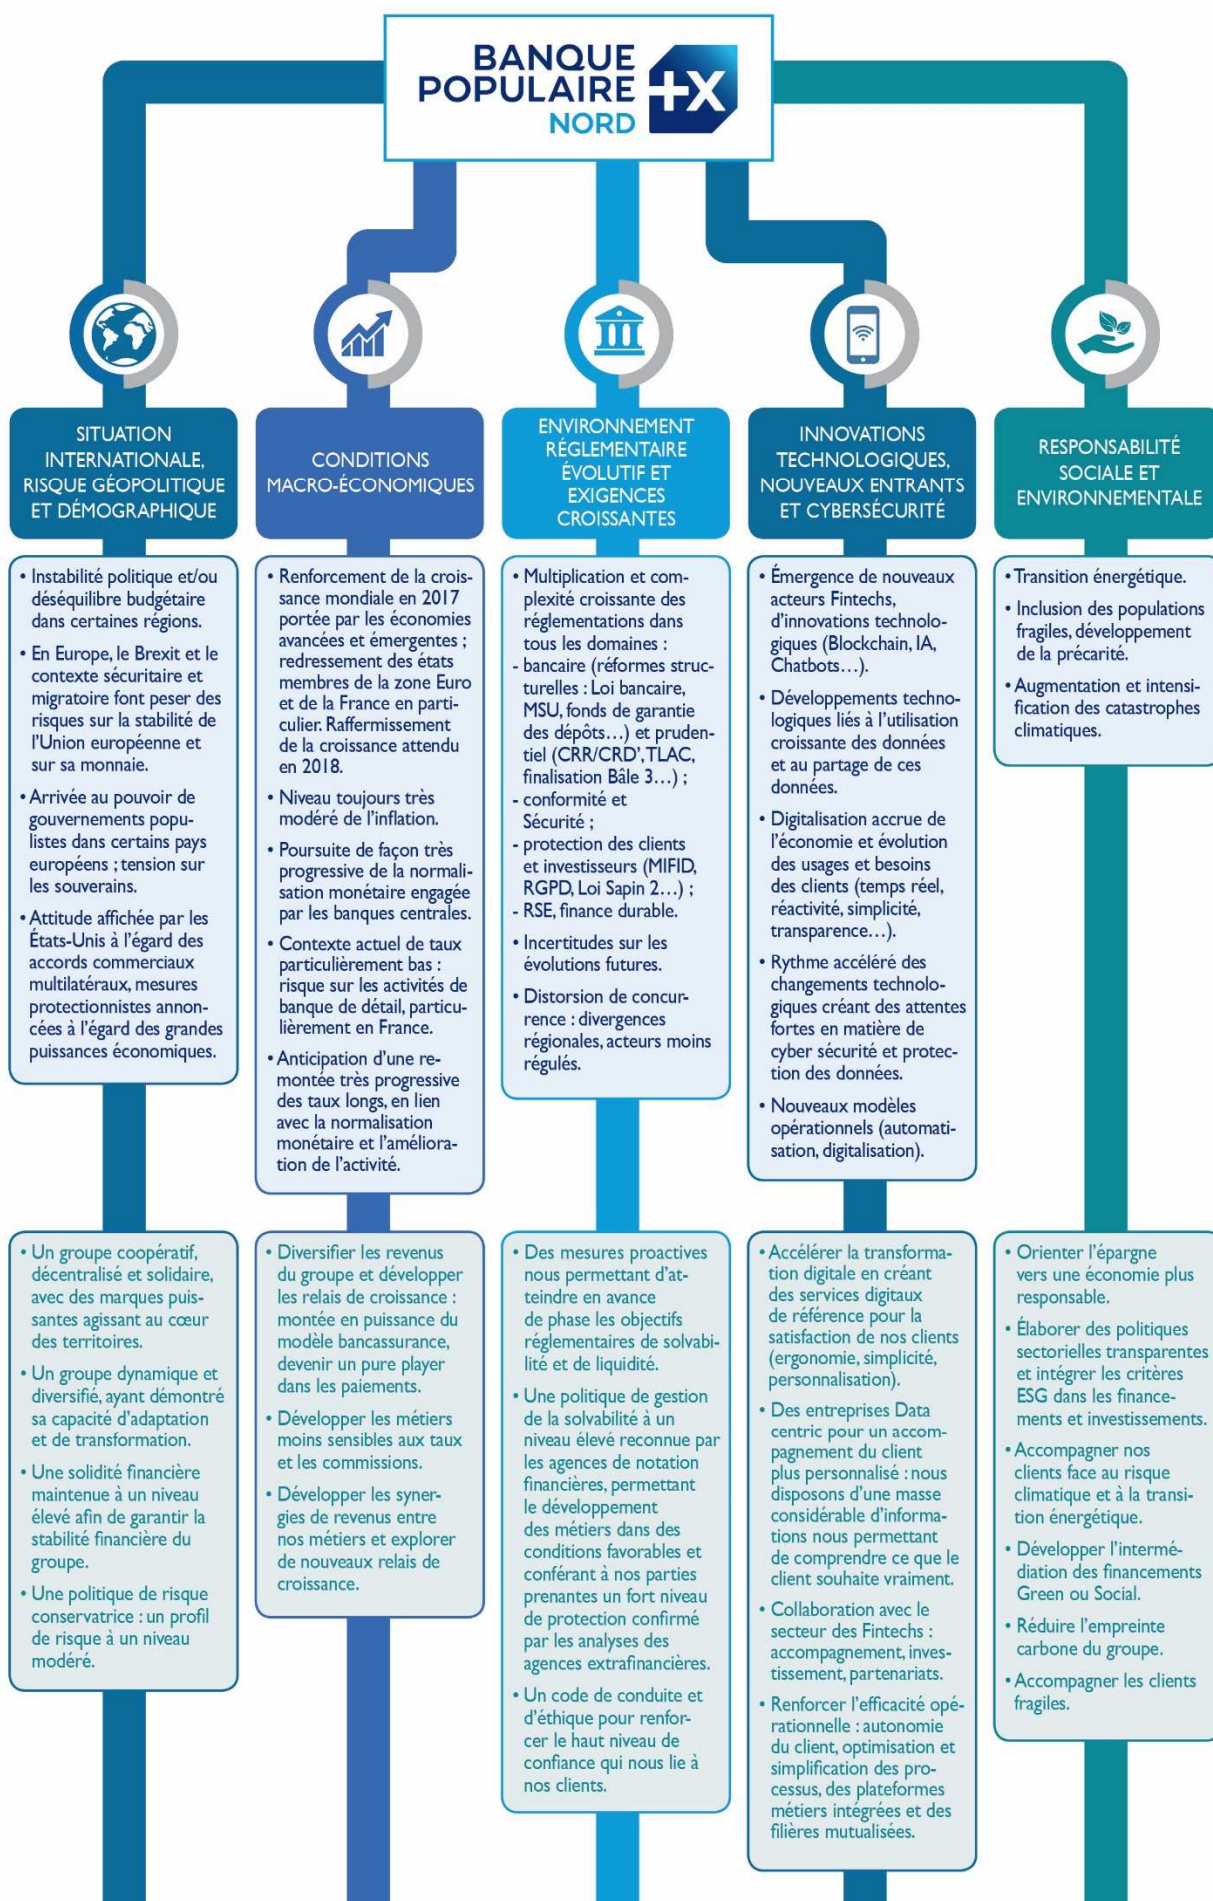 BANQUE
POPULAIRE
NORD
+X
SITUATION
INTERNATIONALE,
RISQUE GÉOPOLITIQUE
ET DÉMOGRAPHIQUE
• Instabilité politique et/ou
déséquilibre budgétaire
dans certaines régions.
• En Europe, le Brexit et le
contexte sécuritaire et
migratoire font peser des
risques sur la stabilité de
l’Union européenne et
sur sa monnaie.
• Arrivée au pouvoir de
gouvernements popu-
listes dans certains pays
européens ; tension sur
les souverains.
• Attitude affichée par les
États-Unis à l’égard des
accords commerciaux
multilatéraux, mesures
protectionnistes annon-
cées à l’égard des grandes
puissances économiques.
• Un groupe coopératif,
décentralisé et solidaire,
avec des marques puis-
santes agissant au cœur
des territoires.
• Un groupe dynamique et
diversifié, ayant démontré
sa capacité d’adaptation
et de transformation.
• Une solidité financière
maintenue à un niveau
élevé afin de garantir la
stabilité financière du
groupe.
• Une politique de risque
conservatrice : un profil
de risque à un niveau
modéré.
CONDITIONS
MACRO-ÉCONOMIQUES
• Renforcement de la crois-
sance mondiale en 2017
portée par les économies
avancées et émergentes ;
redressement des états
membres de la zone Euro
et de la France en parti-
culier. Raffermissement
de la croissance attendu
en 2018.
• Niveau toujours très
modéré de l’inflation.
• Poursuite de façon très
progressive de la normali-
sation monétaire engagée
par les banques centrales.
• Contexte actuel de taux
particulièrement bas :
risque sur les activités de
banque de détail, particu-
lièrement en France.
• Anticipation d’une re-
montée très progressive
des taux longs, en lien
avec la normalisation
monétaire et l’améliora-
tion de l’activité.
• Diversifier les revenus
du groupe et développer
les relais de croissance :
montée en puissance du
modèle bancassurance,
devenir un pure player
dans les paiements.
• Développer les métiers
moins sensibles aux taux
et les commissions.
• Développer les syner-
gies de revenus entre
nos métiers et explorer
de nouveaux relais de
croissance.
ENVIRONNEMENT
RÉGLEMENTAIRE
ÉVOLUTIF ET
EXIGENCES
CROISSANTES
• Multiplication et com-
plexité croissante des
réglementations dans
tous les domaines :
- bancaire (réformes struc-
turelles : Loi bancaire,
MSU, fonds de garantie
des dépôts…) et pruden-
tiel (CRR/CRD’, TLAC,
finalisation Bâle 3…) ;
- conformité et
Sécurité ;
- protection des clients
et investisseurs (MIFID,
RGPD, Loi Sapin 2…) ;
- RSE, finance durable.
• Incertitudes sur les
évolutions futures.
• Distorsion de concur-
rence : divergences
régionales, acteurs moins
régulés.
• Des mesures proactives
nous permettant d’at-
teindre en avance
de phase les objectifs
réglementaires de solvabi-
lité et de liquidité.
• Une politique de gestion
de la solvabilité à un
niveau élevé reconnue par
les agences de notation
financières, permettant
le développement
des métiers dans des
conditions favorables et
conférant à nos parties
prenantes un fort niveau
de protection confirmé
par les analyses des
agences extrafinancières.
• Un code de conduite et
d’éthique pour renfor-
cer le haut niveau de
confiance qui nous lie à
nos clients.
INNOVATIONS
TECHNOLOGIQUES,
NOUVEAUX ENTRANTS
ET CYBERSÉCURITÉ
• Émergence de nouveaux
acteurs Fintechs,
d’innovations technolo-
giques (Blockchain, IA,
Chatbots…).
• Développements techno-
logiques liés à l’utilisation
croissante des données
et au partage de ces
données.
• Digitalisation accrue de
l’économie et évolution
des usages et besoins
des clients (temps réel,
réactivité, simplicité,
transparence…).
• Rythme accéléré des
changements technolo-
giques créant des attentes
fortes en matière de
cyber sécurité et protec-
tion des données.
• Nouveaux modèles
opérationnels (automati-
sation, digitalisation).
• Accélérer la transforma-
tion digitale en créant
des services digitaux
de référence pour la
satisfaction de nos clients
(ergonomie, simplicité,
personnalisation).
• Des entreprises Data
centric pour un accom-
pagnement du client
plus personnalisé : nous
disposons d’une masse
considérable d’informa-
tions nous permettant
de comprendre ce que le
client souhaite vraiment.
• Collaboration avec le
secteur des Fintechs :
accompagnement, inves-
tissement, partenariats.
• Renforcer l’efficacité opé-
rationnelle : autonomie
du client, optimisation et
simplification des pro-
cessus, des plateformes
métiers intégrées et des
filières mutualisées.
RESPONSABILITÉ
SOCIALE ET
ENVIRONNEMENTALE
• Transition énergétique.
• Inclusion des populations
fragiles, développement
de la précarité.
• Augmentation et intensi-
fication des catastrophes
climatiques.
• Orienter l’épargne
vers une économie plus
responsable.
• Élaborer des politiques
sectorielles transparentes
et intégrer les critères
ESG dans les finance-
ments et investissements.
• Accompagner nos
clients face au risque
climatique et à la transi-
tion énergétique.
• Développer l’intermé-
diation des financements
Green ou Social.
• Réduire l’empreinte
carbone du groupe.
• Accompagner les clients
fragiles.